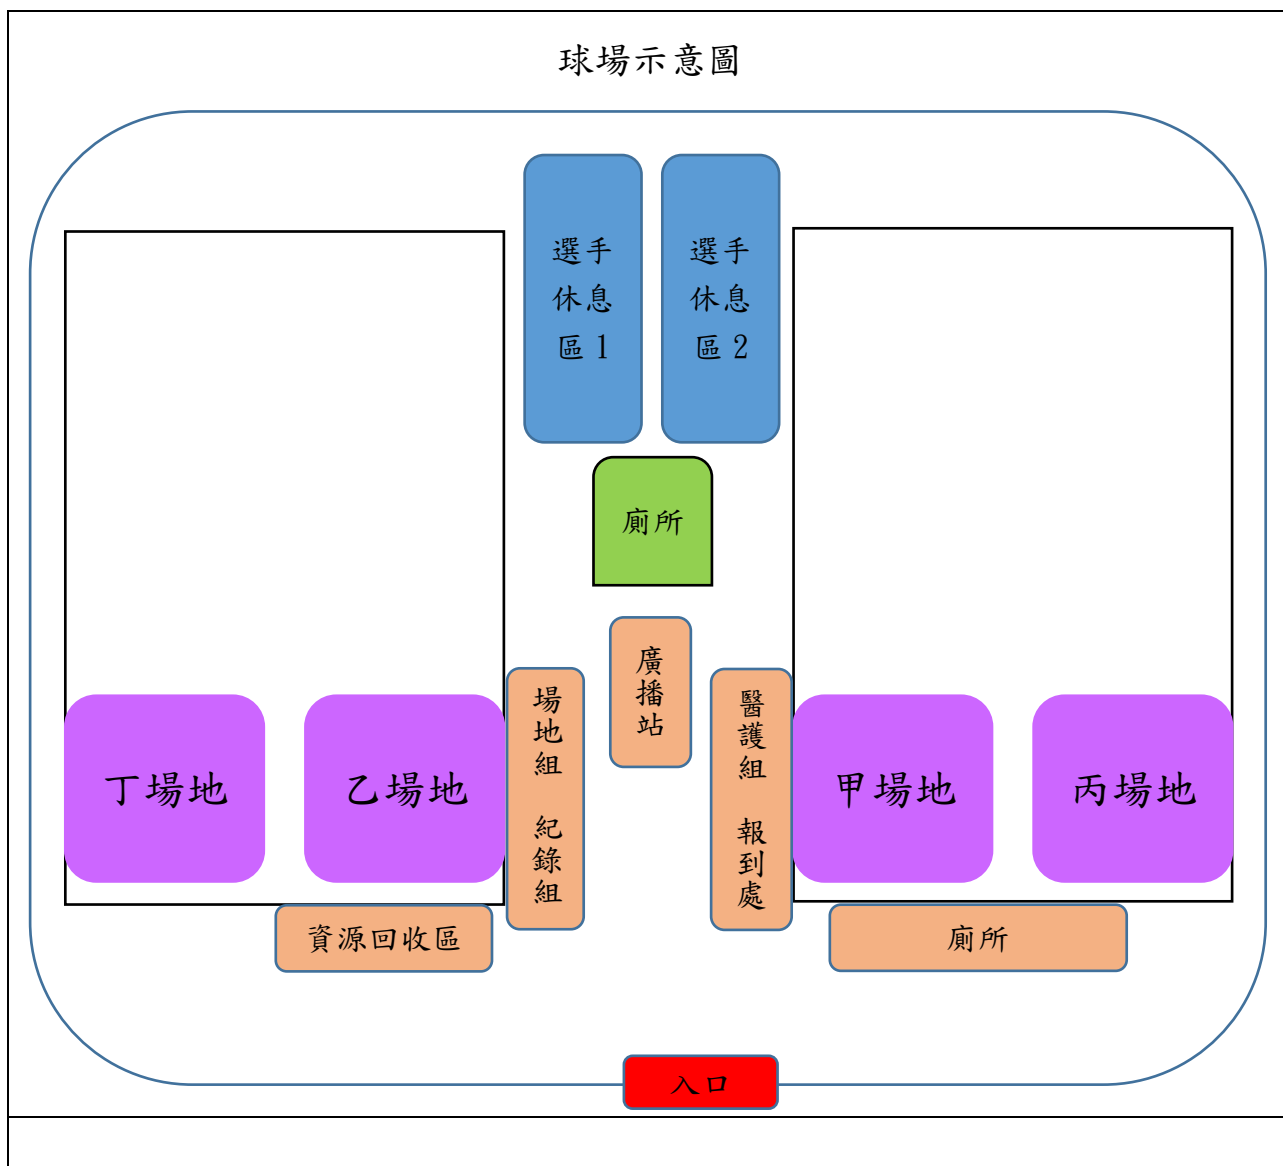 球場示意圖
選手
休息
區1
選手
休息
區2
廁所
廣播站
場地組 紀錄組
醫護組 報到處
丁場地
乙場地
甲場地
丙場地
資源回收區
廁所
入口